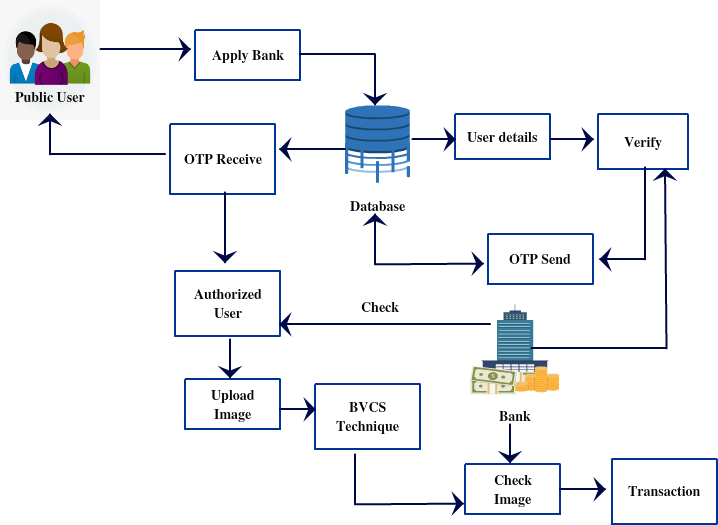 Public User
Apply Bank
OTP Receive
Database
User details
Verify
OTP Send
Authorized
User
Check
Upload
Image
BVCS
Technique
Bank
Check
Image
Transaction